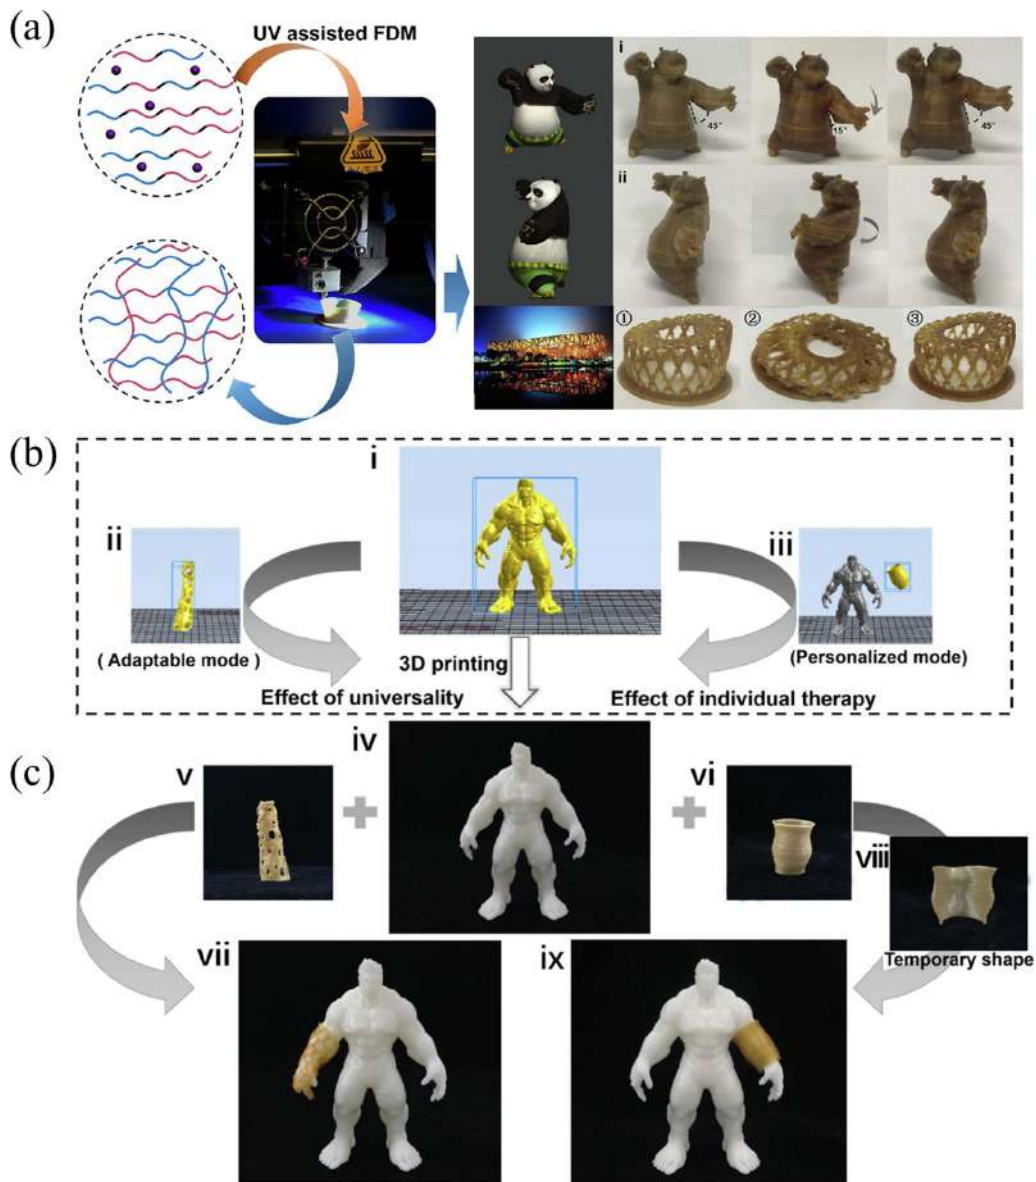 (a)
UV assisted FDM
i
45°
15°
45°
ii
①
②
③
(b)
i
ii
iii
( Adaptable mode )
(Personalized mode)
3D printing
Effect of universality
Effect of individual therapy
(c)
iv
v
vi
viii
Temporary shape
vii
ix